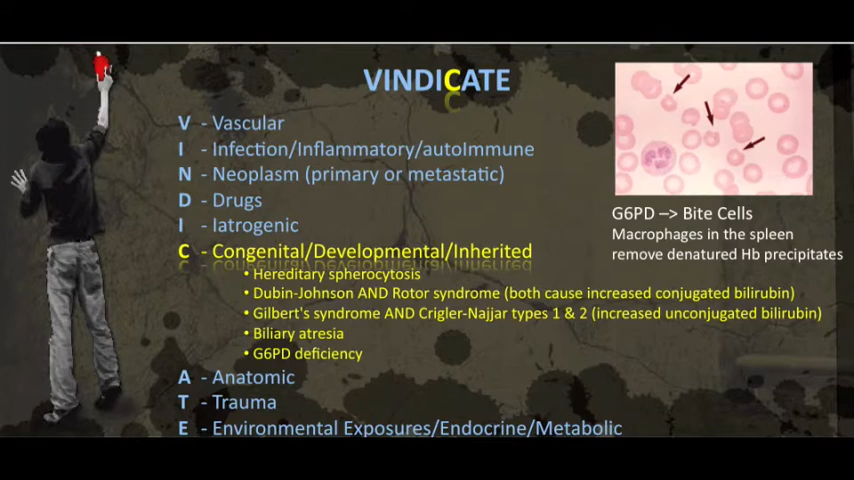 VINDICATE
V - Vascular
I - Infection/Inflammatory/autoImmune
N - Neoplasm (primary or metastatic)
D - Drugs
I - Iatrogenic
C - Congenital/Developmental/Inherited
• Hereditary spherocytosis
• Dubin-Johnson AND Rotor syndrome (both cause increased conjugated bilirubin)
• Gilbert's syndrome AND Crigler-Najjar types 1 & 2 (increased unconjugated bilirubin)
• Biliary atresia
• G6PD deficiency
A - Anatomic
T - Trauma
E - Environmental Exposures/Endocrine/Metabolic
G6PD –> Bite Cells
Macrophages in the spleen
remove denatured Hb precipitates